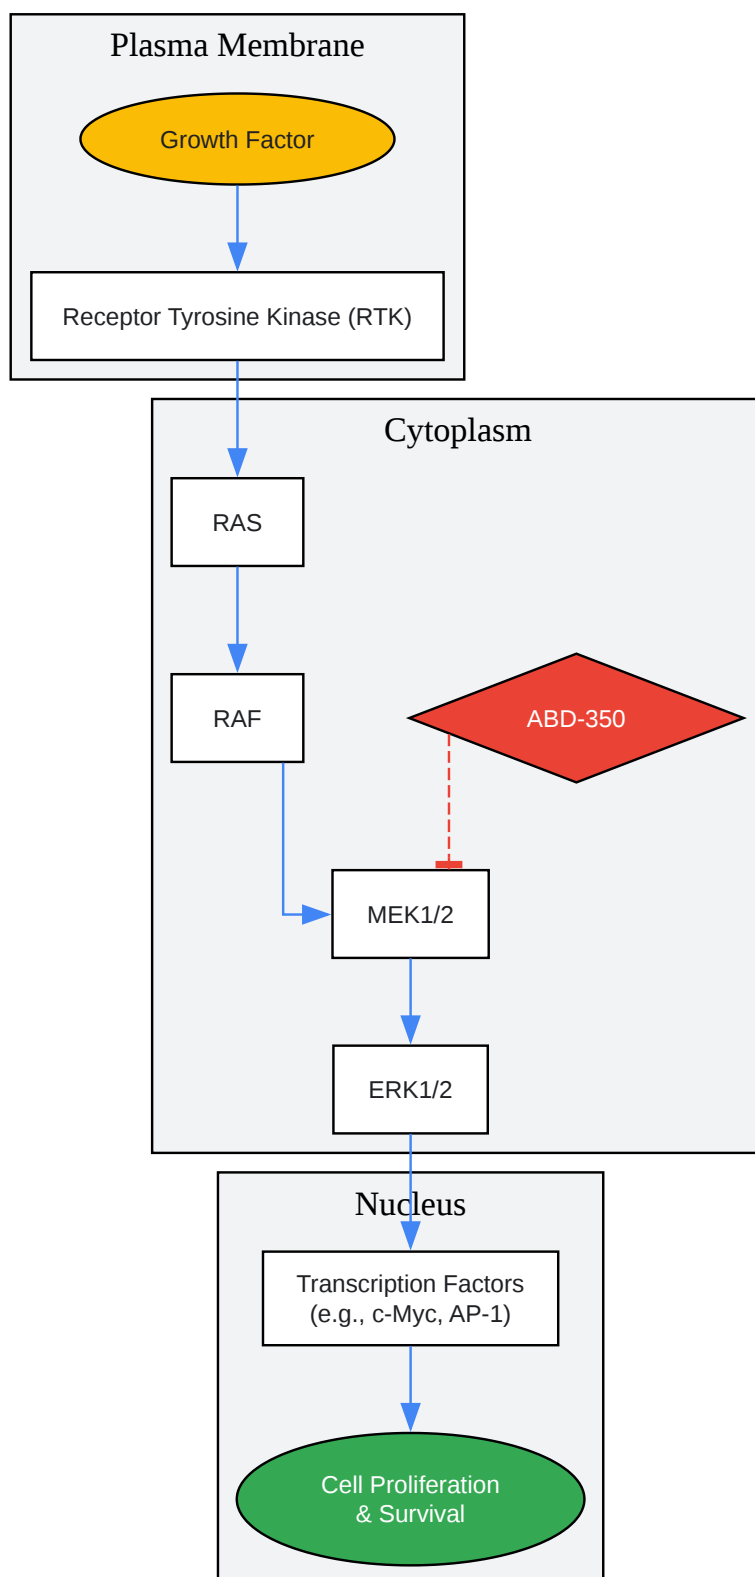 Plasma Membrane
Growth Factor
Receptor Tyrosine Kinase (RTK)
Cytoplasm
RAS
RAF
ABD-350
MEK1/2
ERK1/2
Nucleus
Transcription Factors
(e.g., c-Myc, AP-1)
Cell Proliferation
& Survival